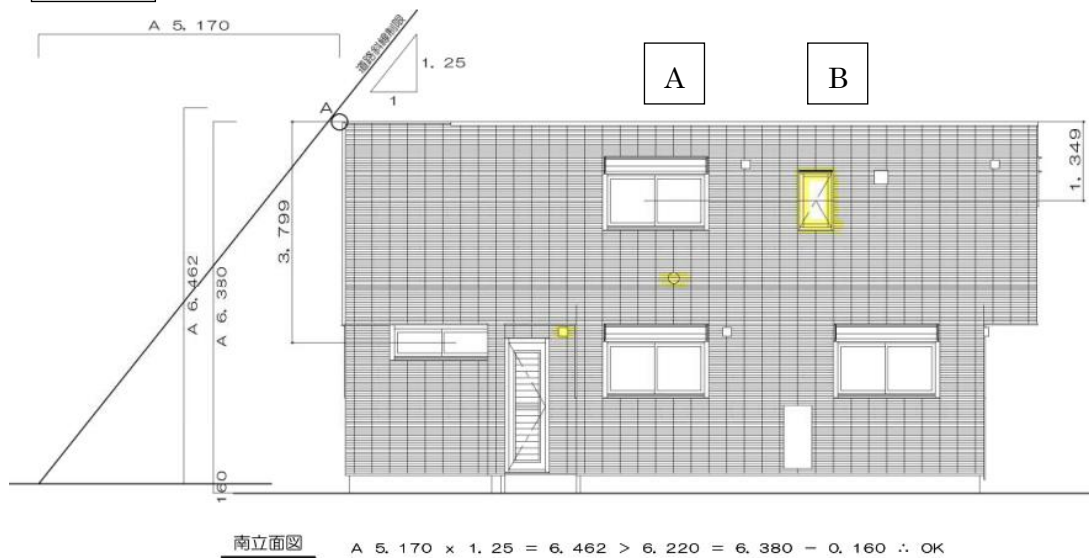 A 5. 170
道路斜線制限
1. 25
1
A
A
B
1. 349
3. 799
A 6. 462
A 6. 380
160
南立面図 A 5. 170 x 1. 25 = 6. 462 > 6. 220 = 6. 380 - 0. 160 ∴ OK